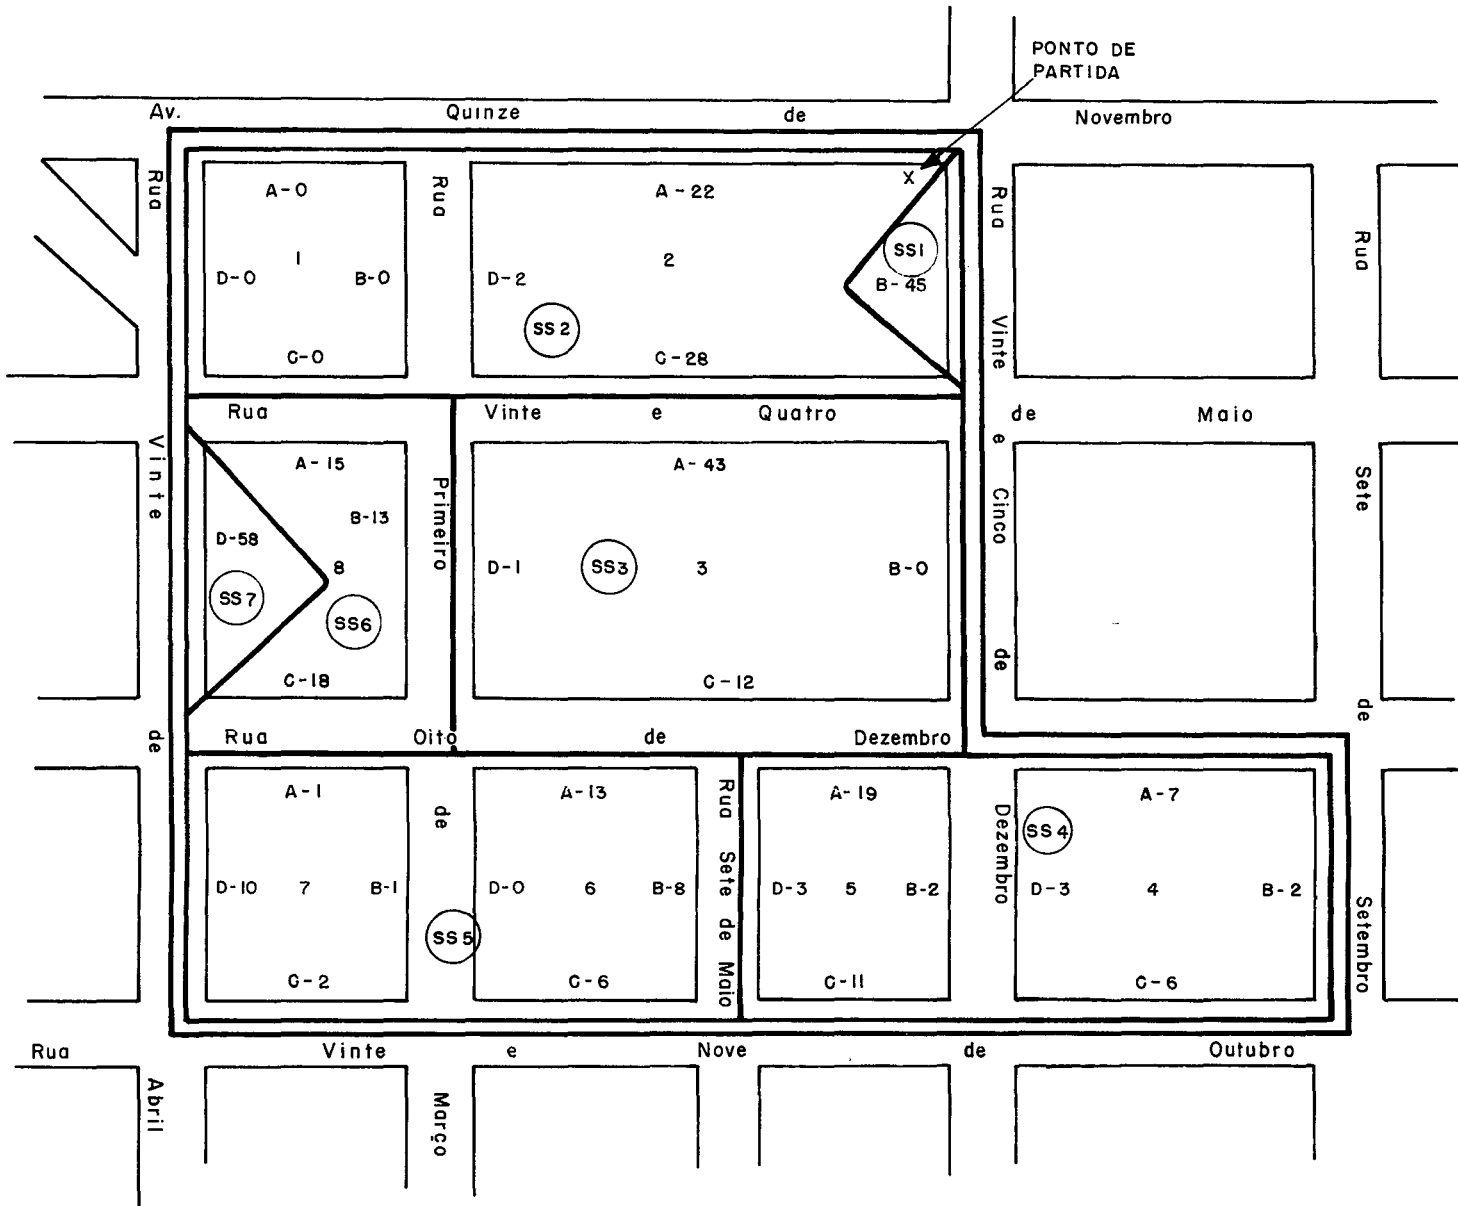 PONTO DE
PARTIDA
Av. Quinze de Novembro
Rua Vinte de Abril
Rua Primeiro de Março
Rua Vinte e Cinco de Dezembro
Rua Sete de Setembro
A-0
1
D-0 B-0
C-0
A-22
X
2
D-2
SS2
C-28
SS1
B-45
Rua Vinte e Quatro de Maio
A-15
B-13
D-58
8
SS7
SS6
C-18
A-43
D-1 SS3 3 B-0
C-12
Rua Oito de Dezembro
A-1
D-10 7 B-1
C-2
SS5
A-13
D-0 6 B-8
C-6
Rua Sete de Maio
A-19
D-3 5 B-2
C-11
A-7
SS4
D-3 4 B-2
C-6
Rua Vinte e Nove de Outubro